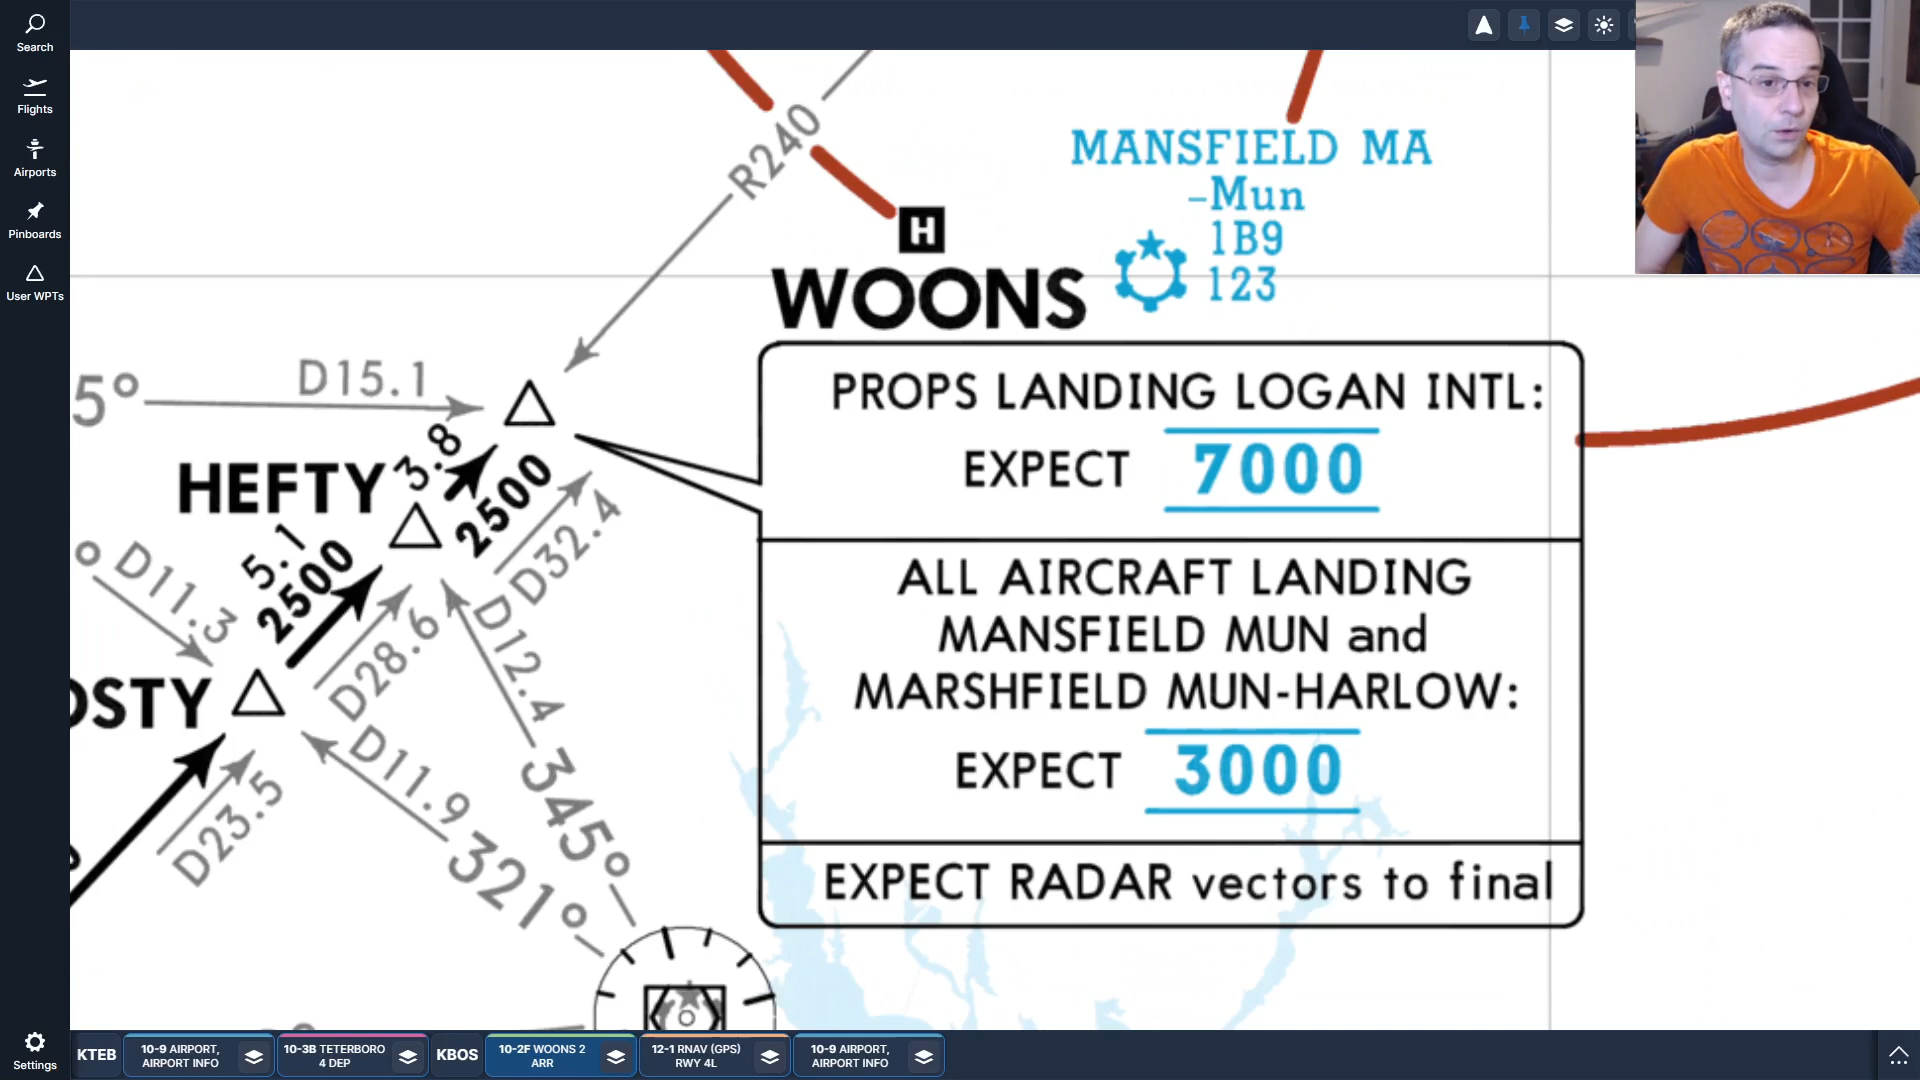 Search
Flights
Airports
Pinboards
User WPTs
Settings
R240
MANSFIELD MA
-Mun
1B9
123
H
WOONS
5°
D15.1
HEFTY
3.8
2500
D32.4
5.1
2500
D28.6
D12.4
345°
° D11.3
OSTY
D11.9
321°
D23.5
PROPS LANDING LOGAN INTL:
EXPECT 7000
ALL AIRCRAFT LANDING
MANSFIELD MUN and
MARSHFIELD MUN-HARLOW:
EXPECT 3000
EXPECT RADAR vectors to final
KTEB
10-9 AIRPORT,
AIRPORT INFO
10-3B TETERBORO
4 DEP
KBOS
10-2F WOONS 2
ARR
12-1 RNAV (GPS)
RWY 4L
10-9 AIRPORT,
AIRPORT INFO